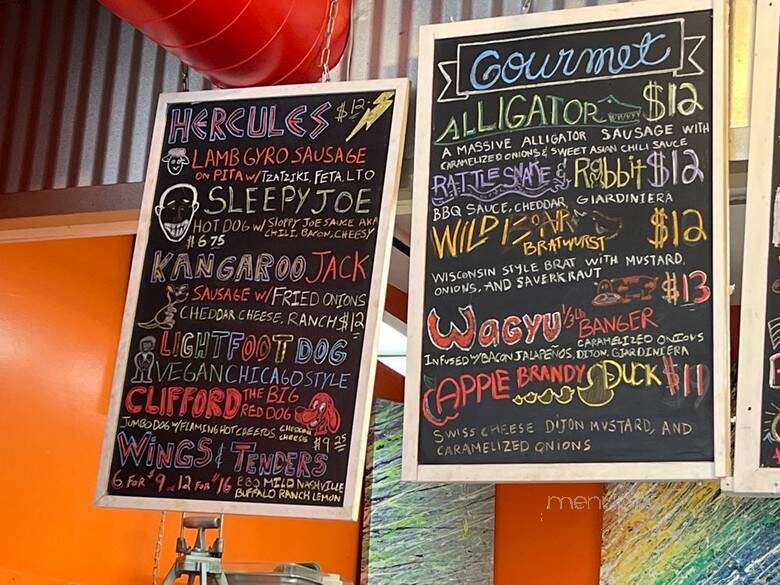 HERCULES $12
LAMB GYRO SAUSAGE
ON PITA W/ TZATZIKI, FETA, LTO
SLEEPY JOE
HOT DOG W/ SLOPPY JOE SAUCE AKA
CHILI, BACON, CHEESY
$6 75
KANGAROO JACK
SAUSAGE W/ FRIED ONIONS
CHEDDAR CHEESE, RANCH $12
LIGHTFOOT DOG
VEGAN CHICAGO STYLE
CLIFFORD THE BIG
RED DOG
JUMBO DOG W/ FLAMING HOT CHEETOS, CHEDDAR
CHEESE $9 25
WINGS & TENDERS
6 FOR $9 12 FOR $16 BBQ MILD NASHVILLE
BUFFALO RANCH LEMON
Gourmet
ALLIGATOR $12
A MASSIVE ALLIGATOR SAUSAGE WITH
CARAMELIZED ONIONS & SWEET ASIAN CHILI SAUCE
RATTLESNAKE & Rabbit $12
BBQ SAUCE, CHEDDAR GIARDINIERA
WILD BOAR $12
BRATWURST
WISCONSIN STYLE BRAT WITH MUSTARD,
ONIONS, AND SAVERKRAUT
$13
WAGYU 1/3LB BANGER
CARAMELIZED ONIONS
INFUSED W/ BACON JALAPEÑOS, DIJON, GIARDINIERA
APPLE BRANDY DUCK $11
SWISS CHEESE DIJON MUSTARD, AND
CARAMELIZED ONIONS